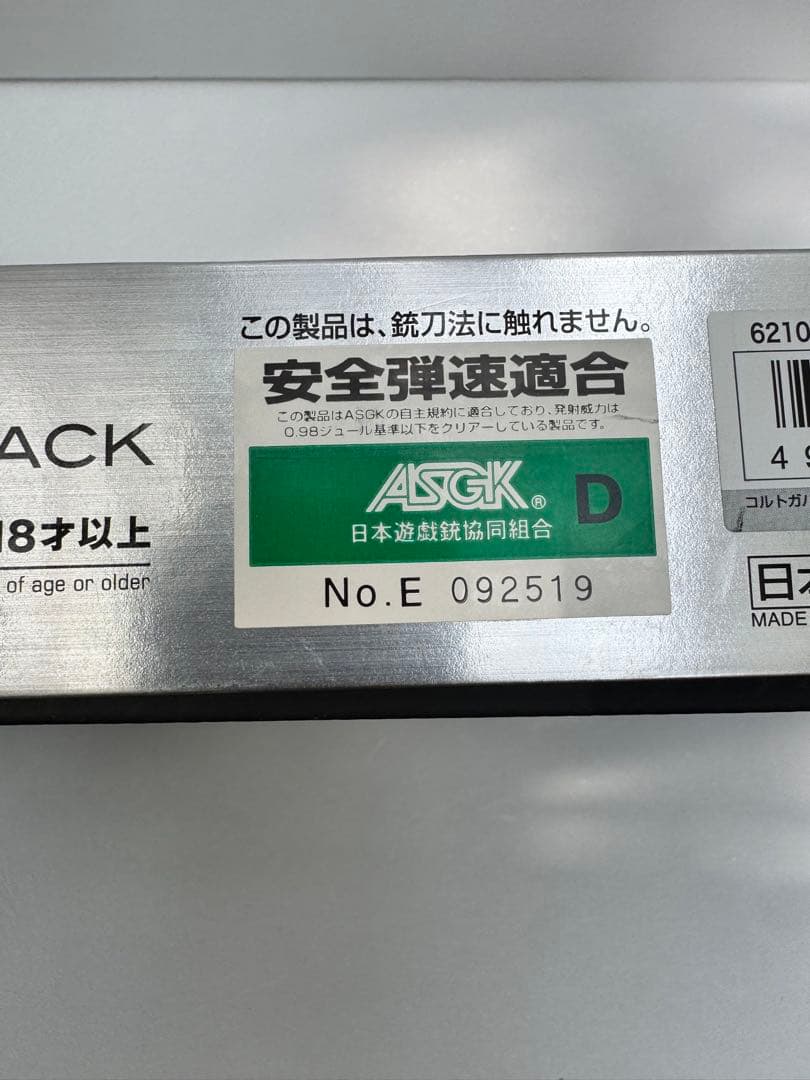 この製品は、銃刀法に触れません。
安全弾速適合
この製品はASGKの自主規約に適合しており、発射威力は
0.98ジュール基準以下をクリアーしている製品です。
ASGK® D
日本遊戯銃協同組合
No.E 092519
ACK
18才以上
of age or older
6210
4 9
コルトガバ
日本
MADE